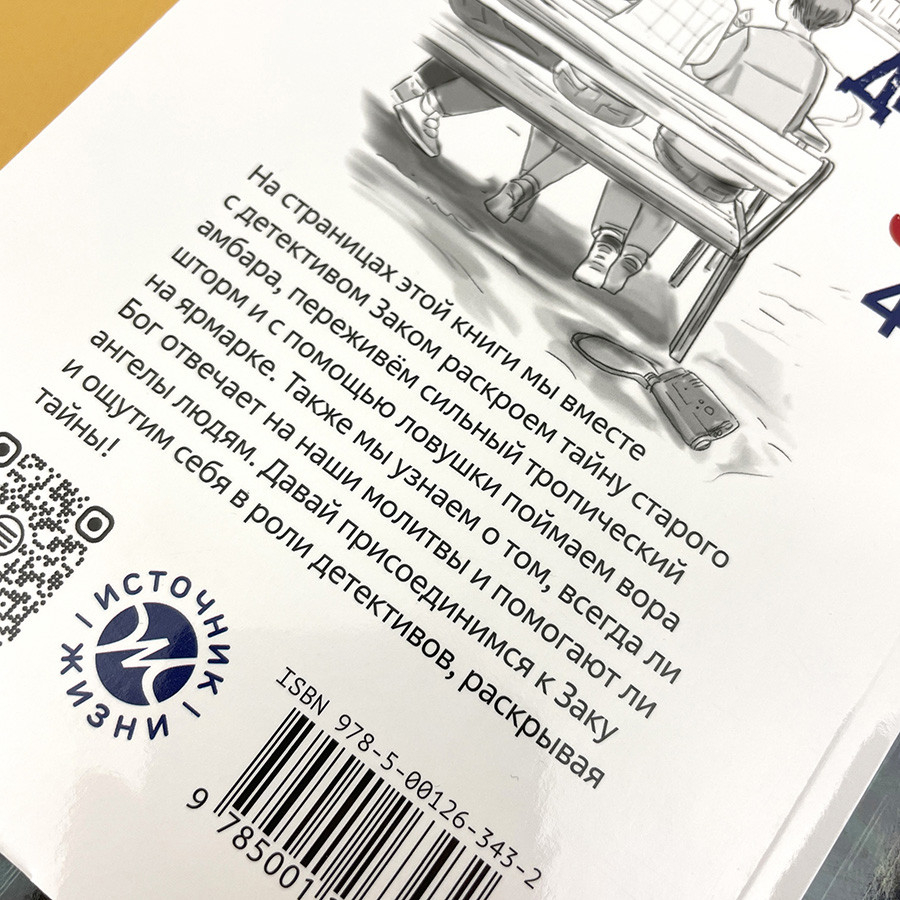 На страницах этой книги мы вместе
с детективом Заком раскроем тайну старого
амбара, переживём сильный тропический
шторм и с помощью ловушки поймаем вора
на ярмарке. Также мы узнаем о том, всегда ли
Бог отвечает на наши молитвы и помогают ли
ангелы людям. Давай присоединимся к Заку
и ощутим себя в роли детективов, раскрывая
тайны!
ИСТОЧНИК
ЖИЗНИ
ISBN 978-5-00126-343-2
9 785001